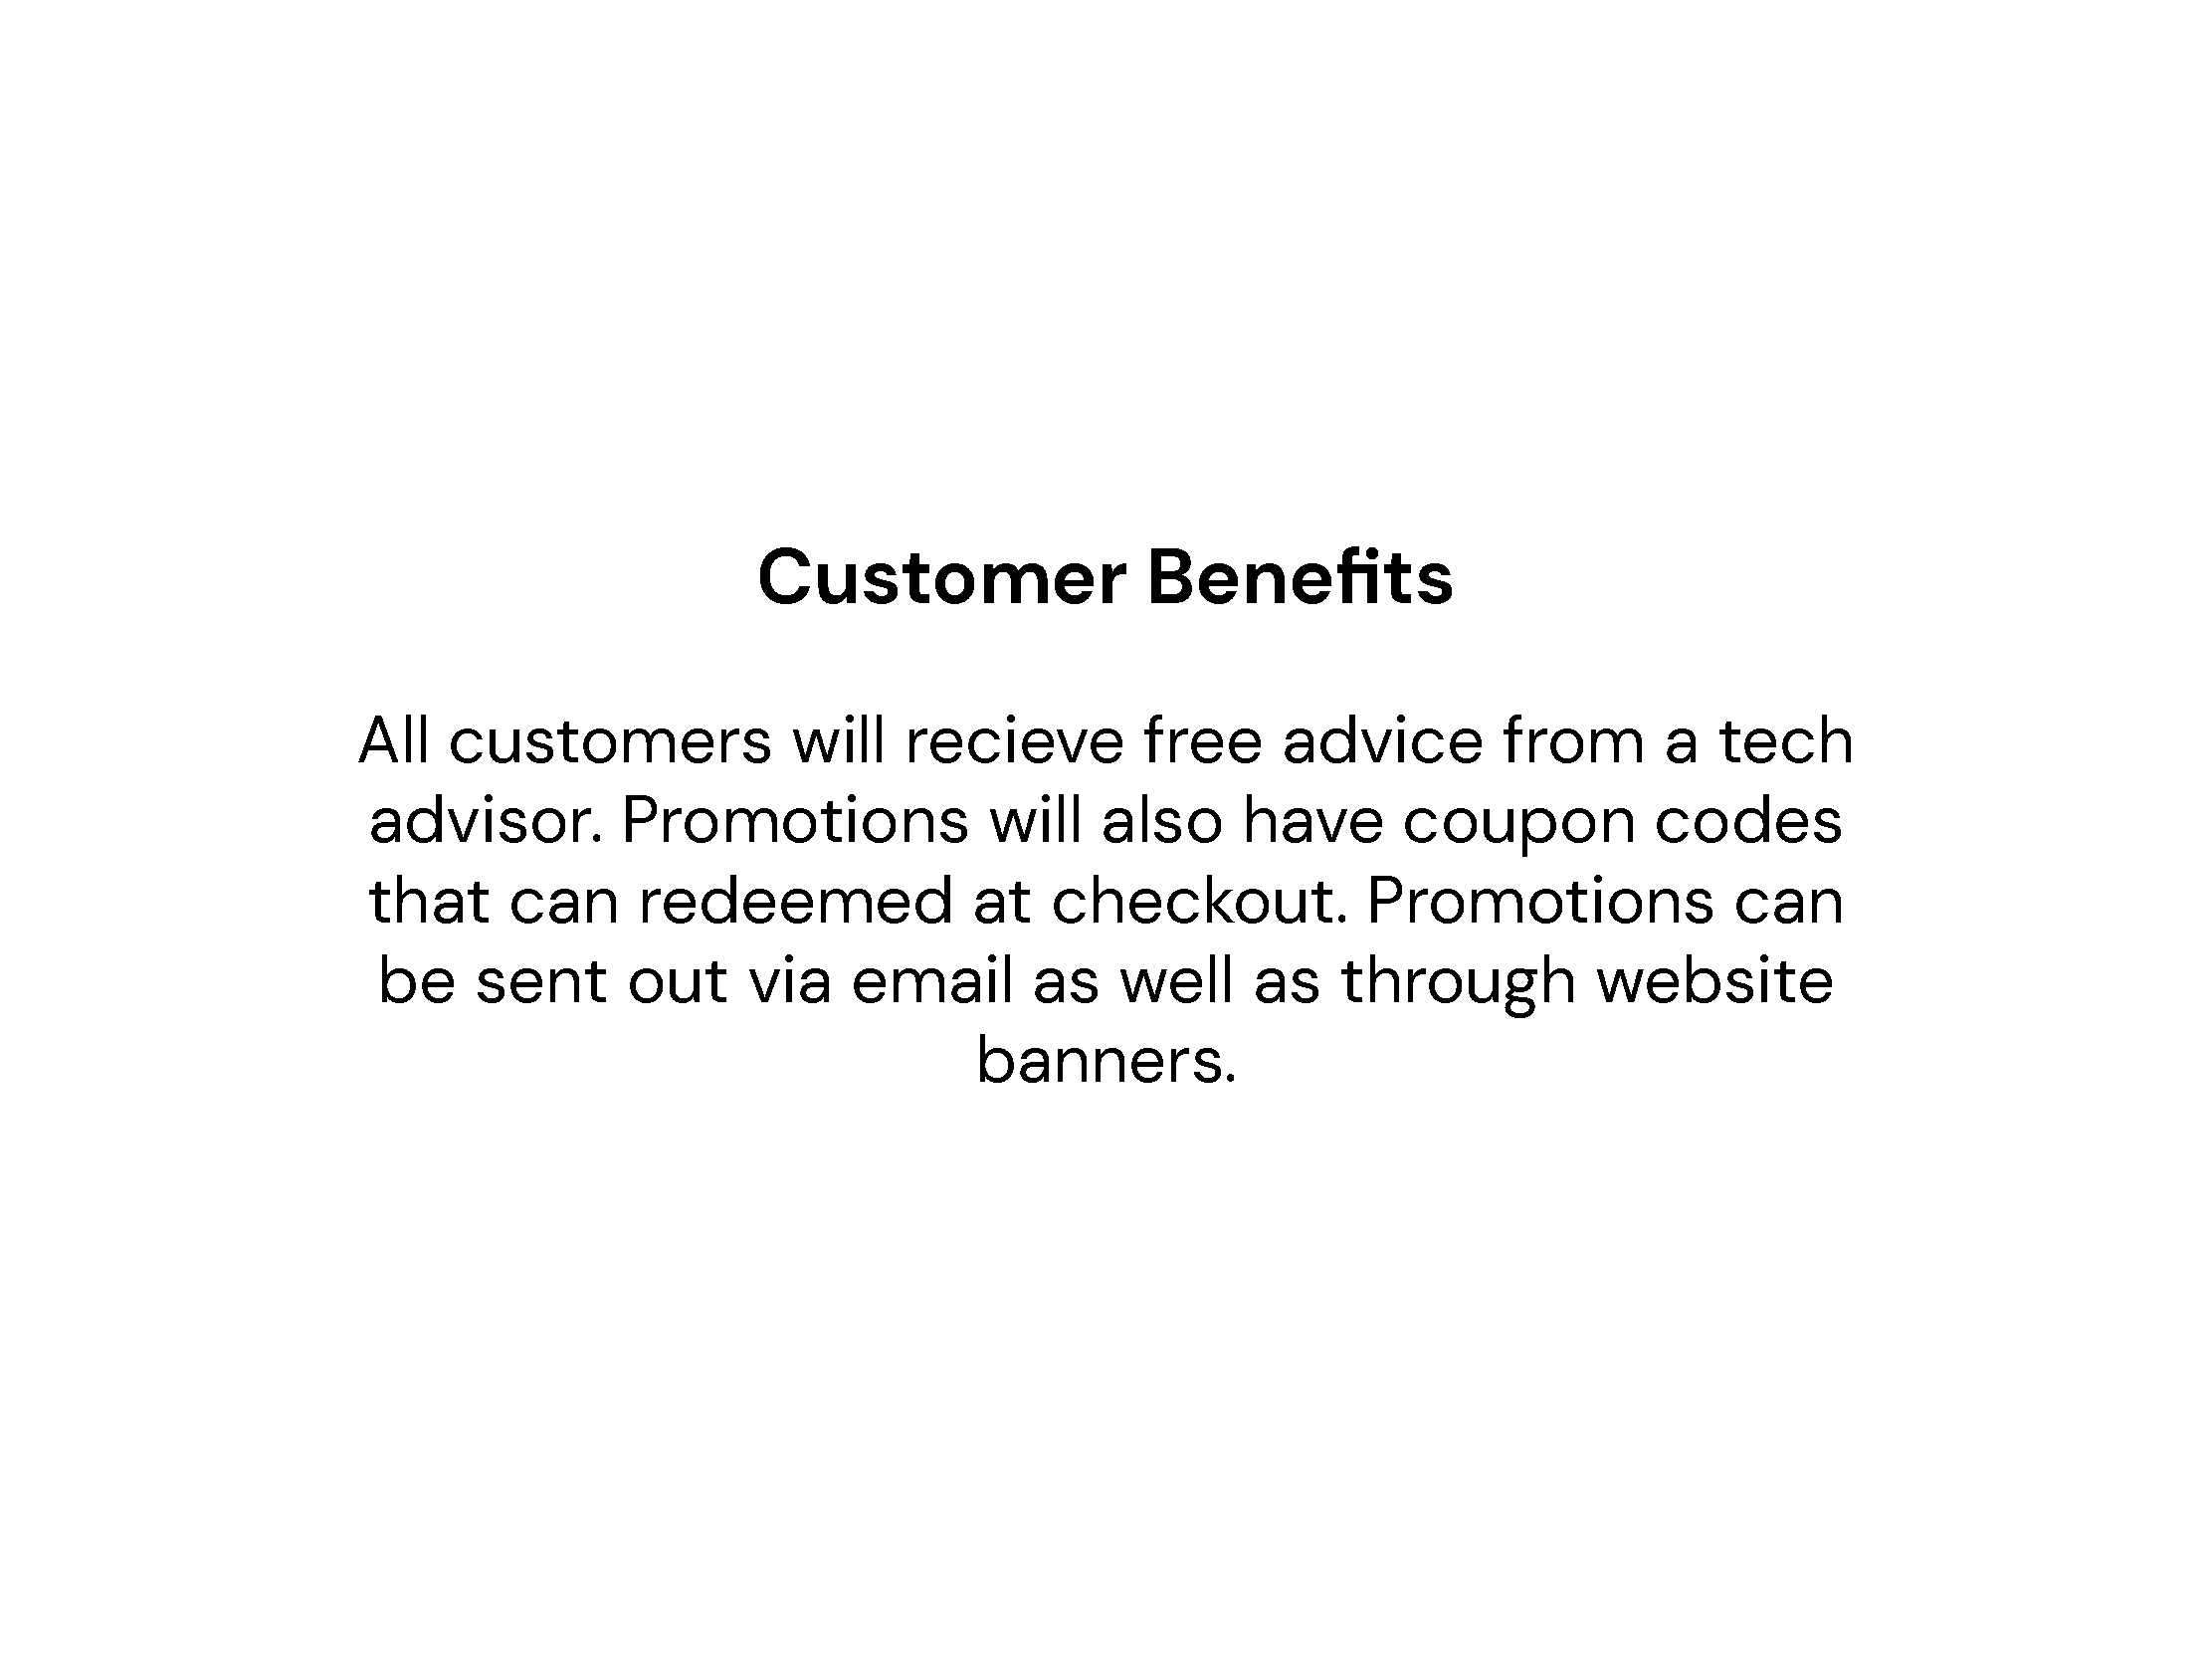 Customer Benefits
All customers will recieve free advice from a tech
advisor. Promotions will also have coupon codes
that can redeemed at checkout. Promotions can
be sent out via email as well as through website
banners.